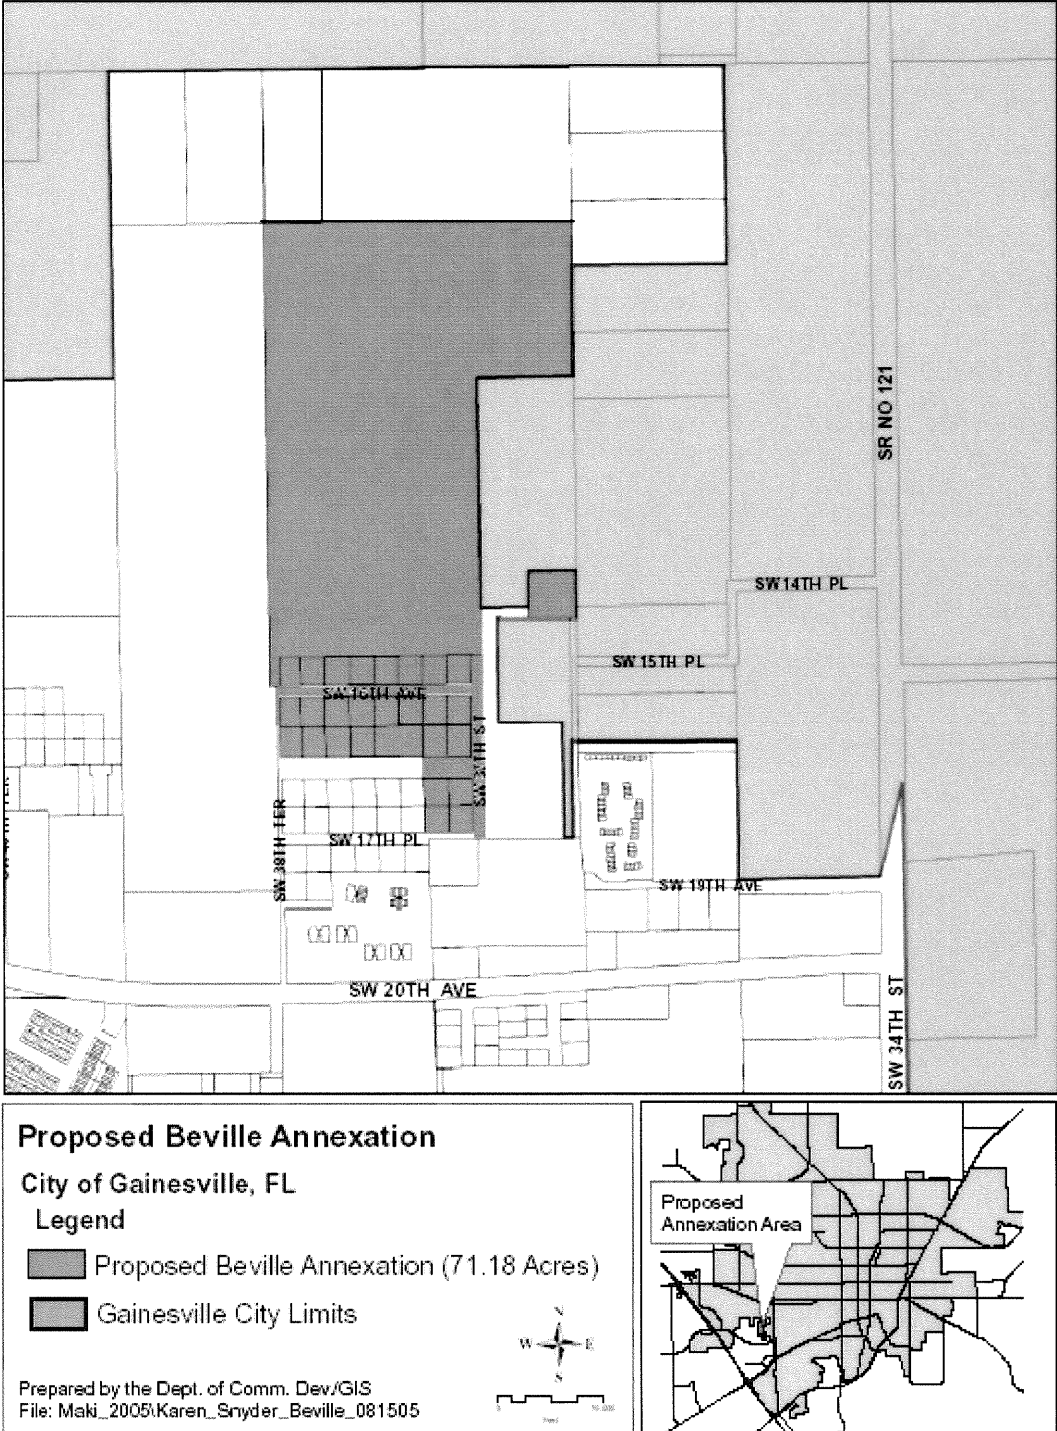 SR NO 121
SW 14TH PL
SW 15TH PL
SW 16TH AVE
SW 37TH ST
SW 38TH TER
SW 17TH PL
SW 19TH AVE
SW 20TH AVE
SW 34TH ST
Proposed Beville Annexation
City of Gainesville, FL
Legend
Proposed Beville Annexation (71.18 Acres)
Gainesville City Limits
N
W
E
S
Prepared by the Dept. of Comm. Dev./GIS
File: Maki_2005\Karen_Snyder_Beville_081505
Proposed
Annexation Area